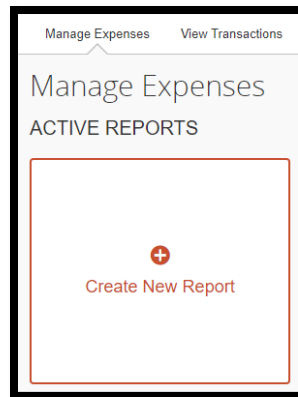 Manage Expenses View Transactions
Manage Expenses
ACTIVE REPORTS
Create New Report